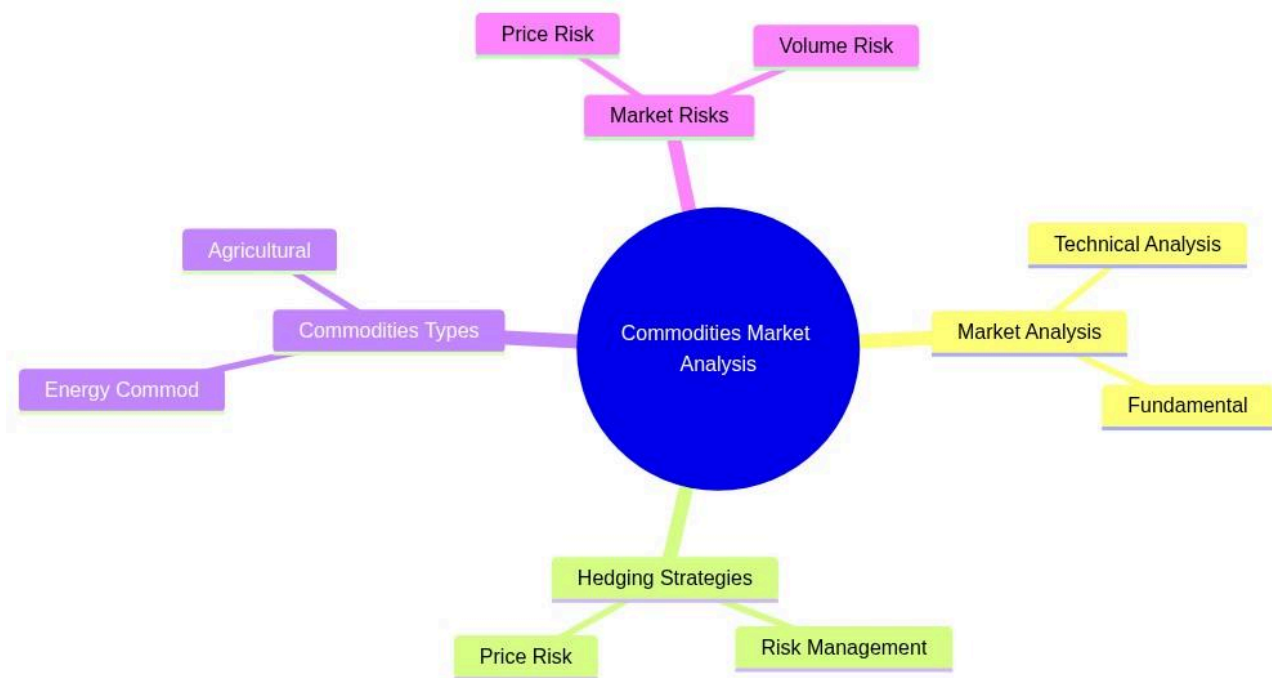 Price Risk
Volume Risk
Market Risks
Agricultural
Technical Analysis
Commodities Types
Commodities Market
Analysis
Market Analysis
Energy Commod
Fundamental
Hedging Strategies
Price Risk
Risk Management